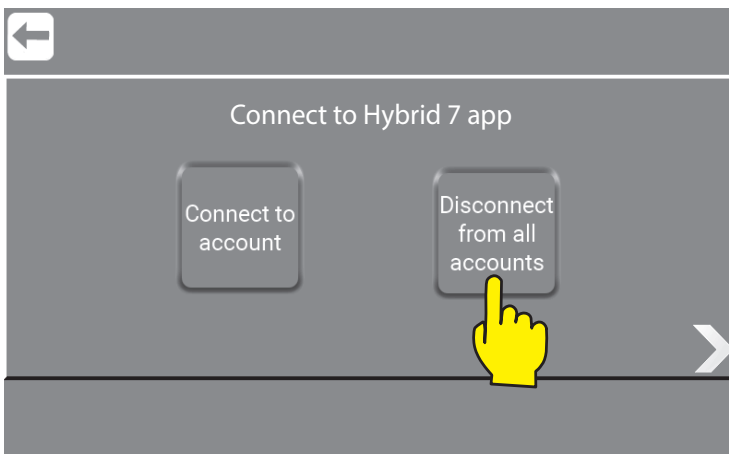 Connect to Hybrid 7 app
Connect to
account
Disconnect
from all
accounts